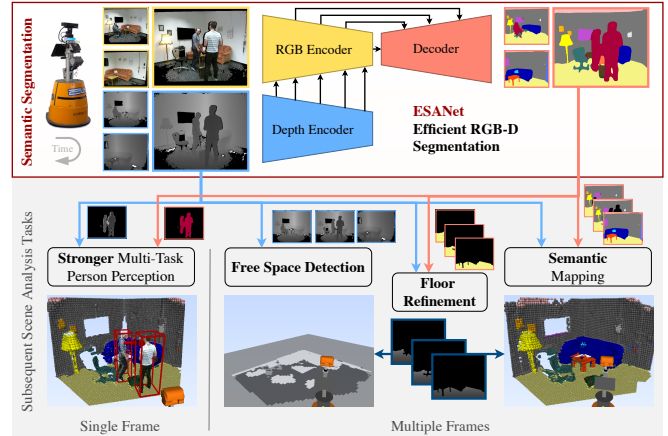 Semantic Segmentation
Time
RGB Encoder
Decoder
Depth Encoder
ESANet
Efficient RGB-D
Segmentation
Subsequent Scene Analysis Tasks
Stronger Multi-Task
Person Perception
Free Space Detection
Floor
Refinement
Semantic
Mapping
Single Frame
Multiple Frames